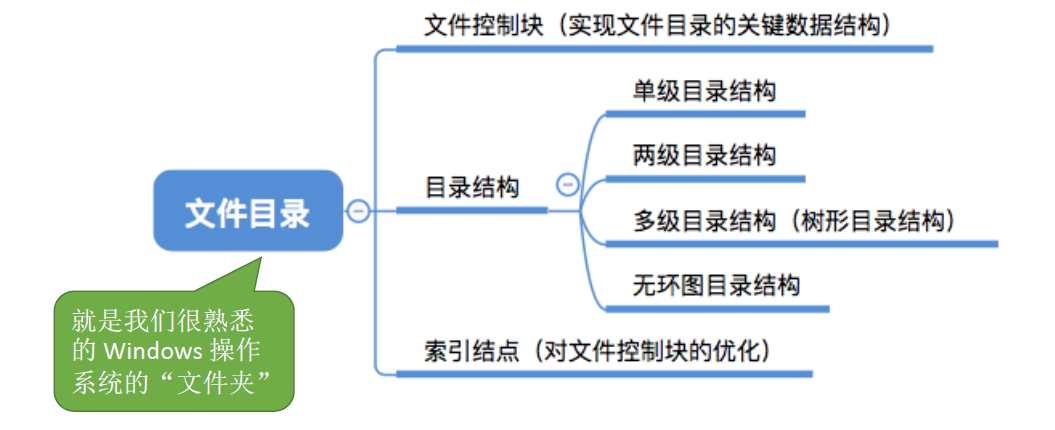 文件控制块（实现文件目录的关键数据结构）
单级目录结构
两级目录结构
目录结构
文件目录
多级目录结构（树形目录结构）
无环图目录结构
就是我们很熟悉
的 Windows 操作
系统的“文件夹”
索引结点（对文件控制块的优化）